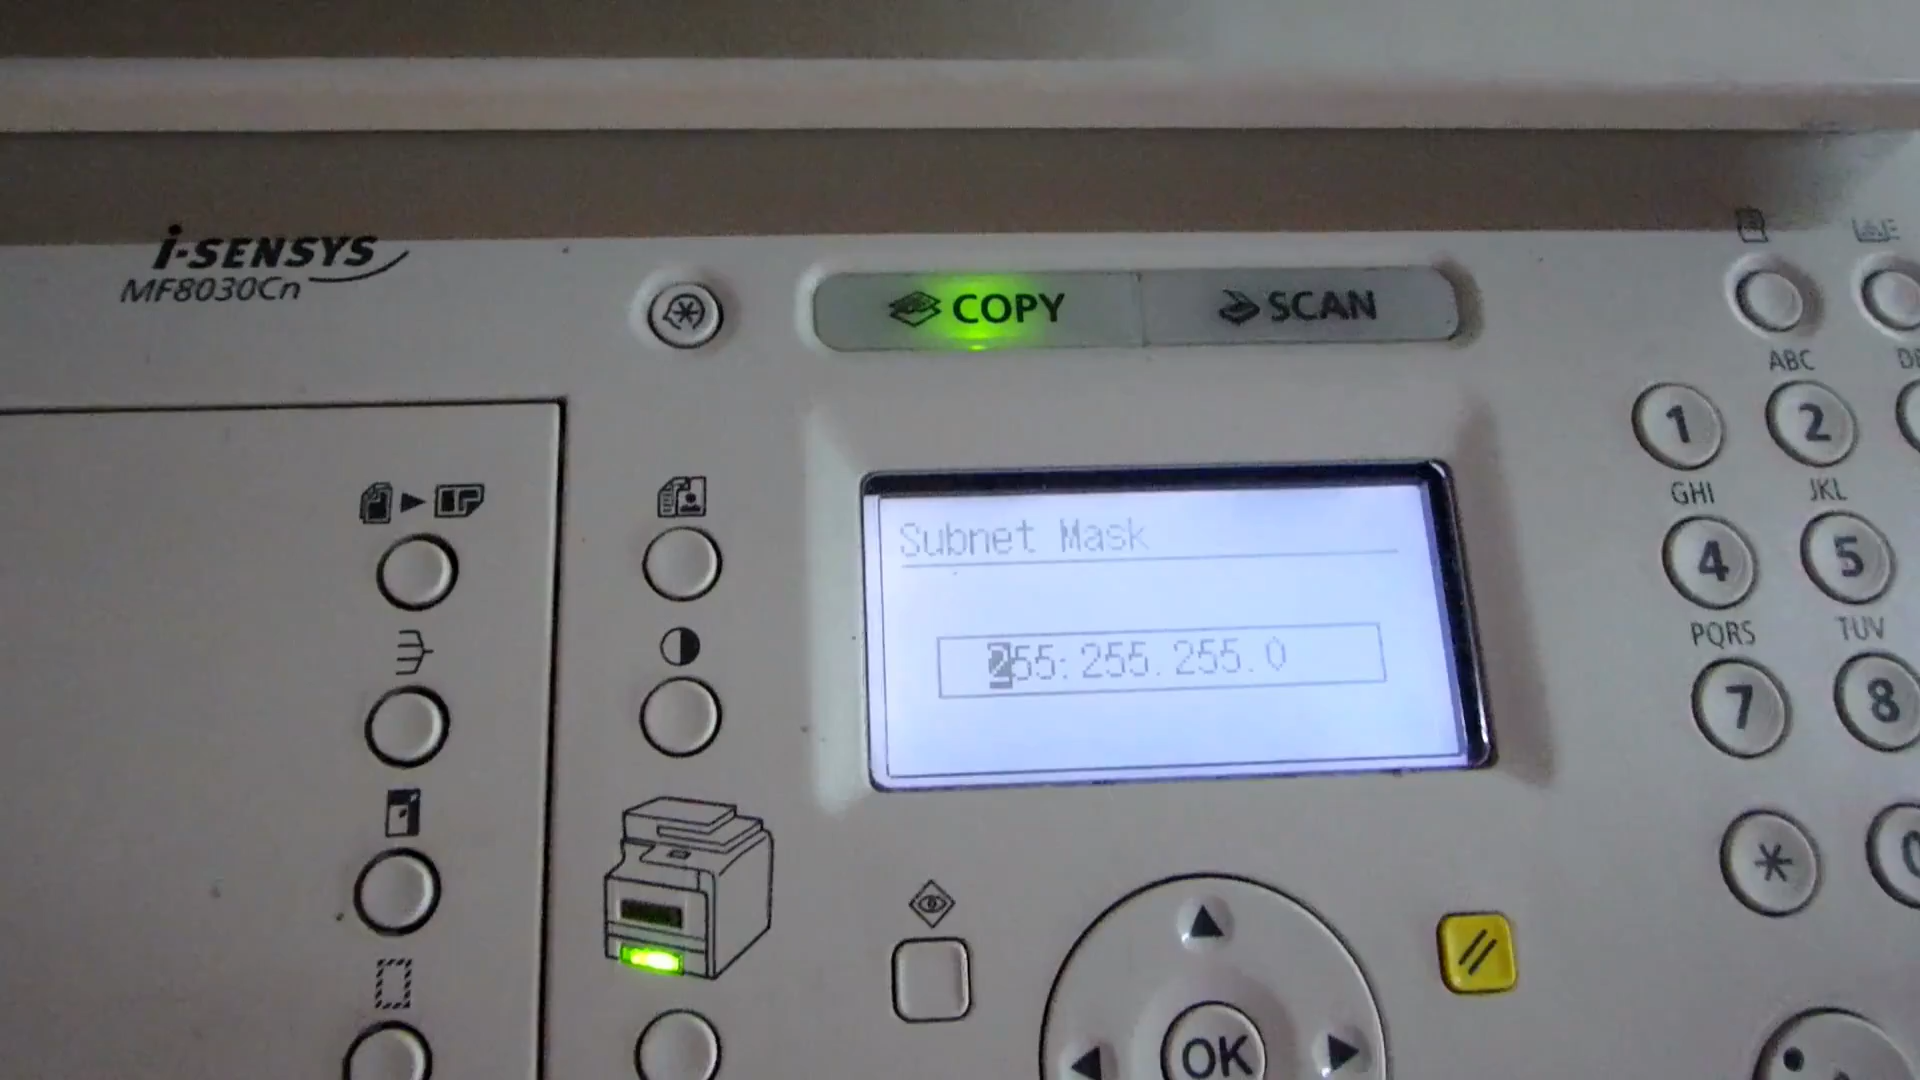 i-SENSYS
MF8030Cn
COPY
SCAN
ABC
1
2
Subnet Mask
GHI
JKL
4
5
255.255.255.0
PQRS
TUV
7
8
*
0
OK